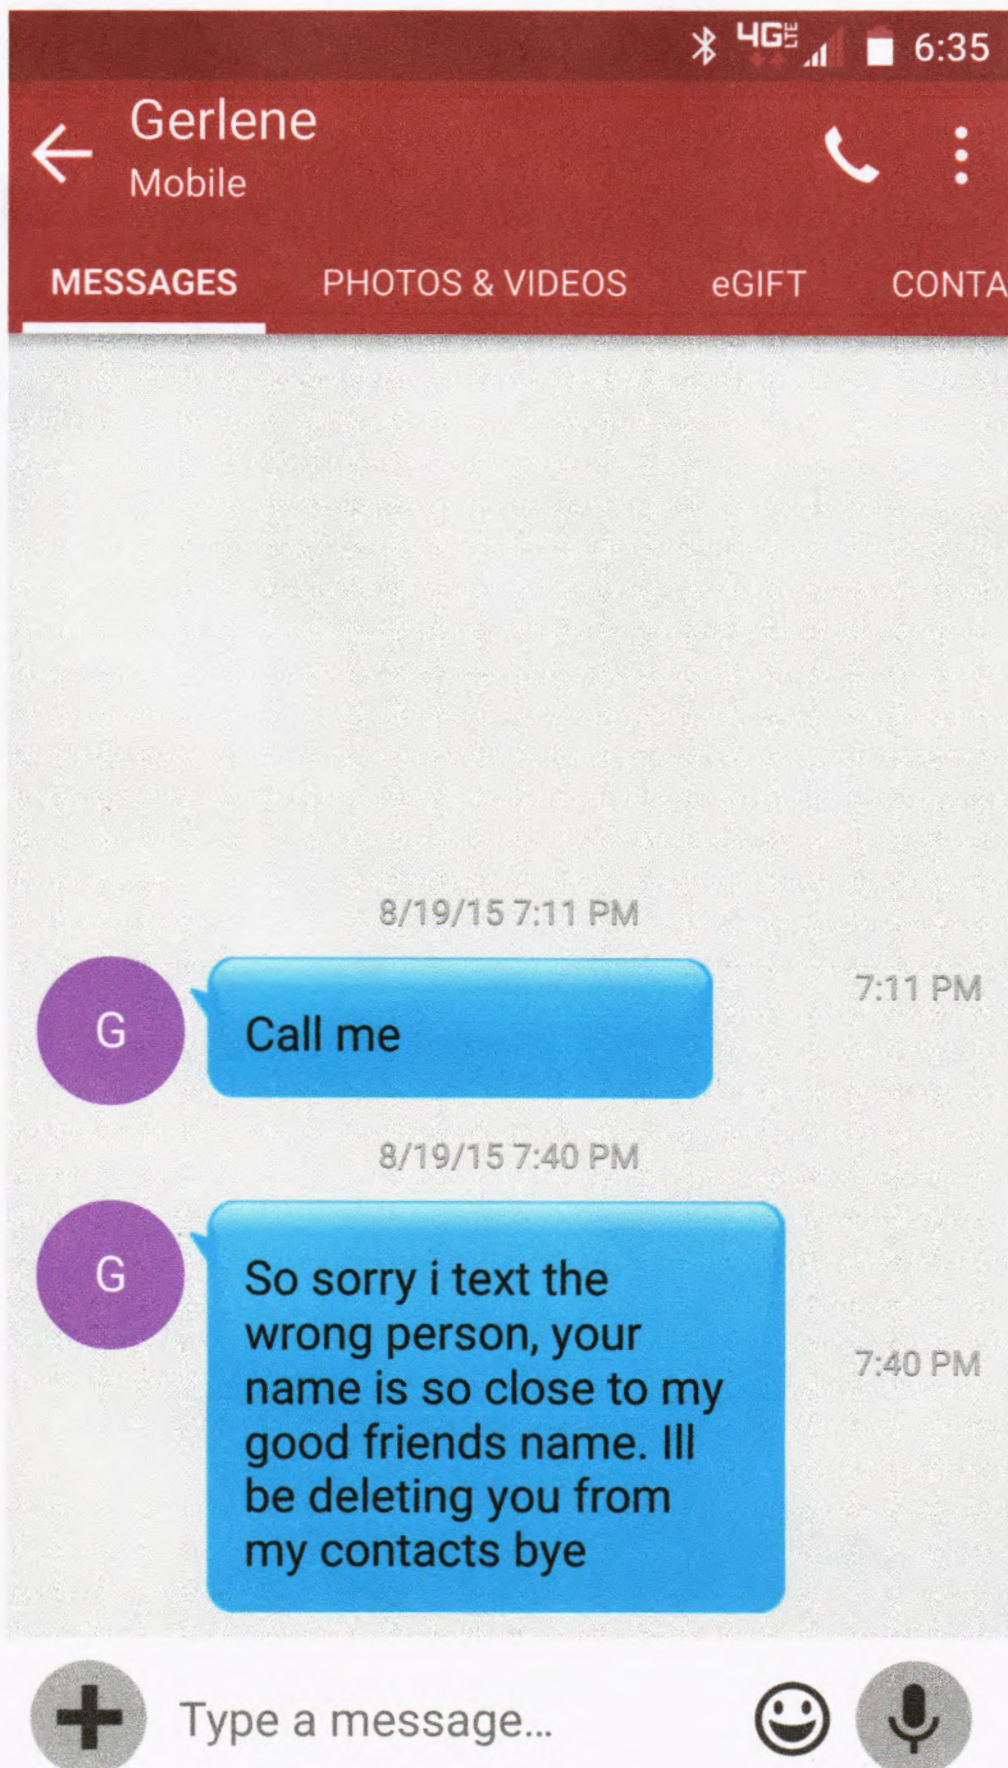 4G LTE 6:35
Gerlene
Mobile
MESSAGES PHOTOS & VIDEOS eGIFT CONTA
8/19/15 7:11 PM
G
Call me
7:11 PM
8/19/15 7:40 PM
G
So sorry i text the
wrong person, your
name is so close to my
good friends name. Ill
be deleting you from
my contacts bye
7:40 PM
Type a message...